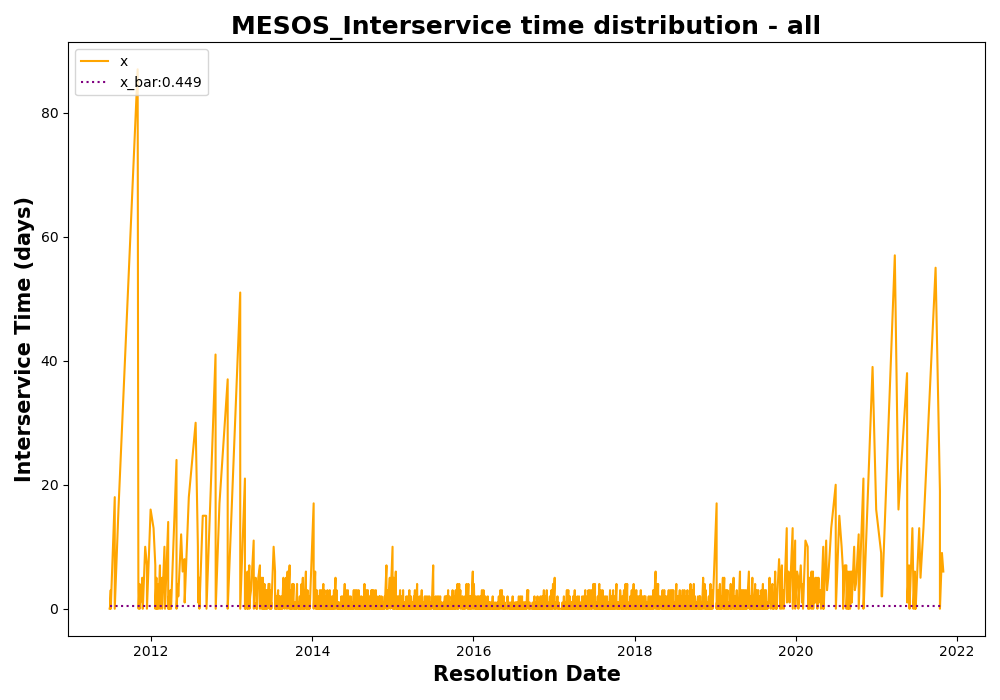 MESOS_Interservice time distribution - all
x
x_bar:0.449
Interservice Time (days)
80
60
40
20
0
2012 2014 2016 2018 2020 2022
Resolution Date